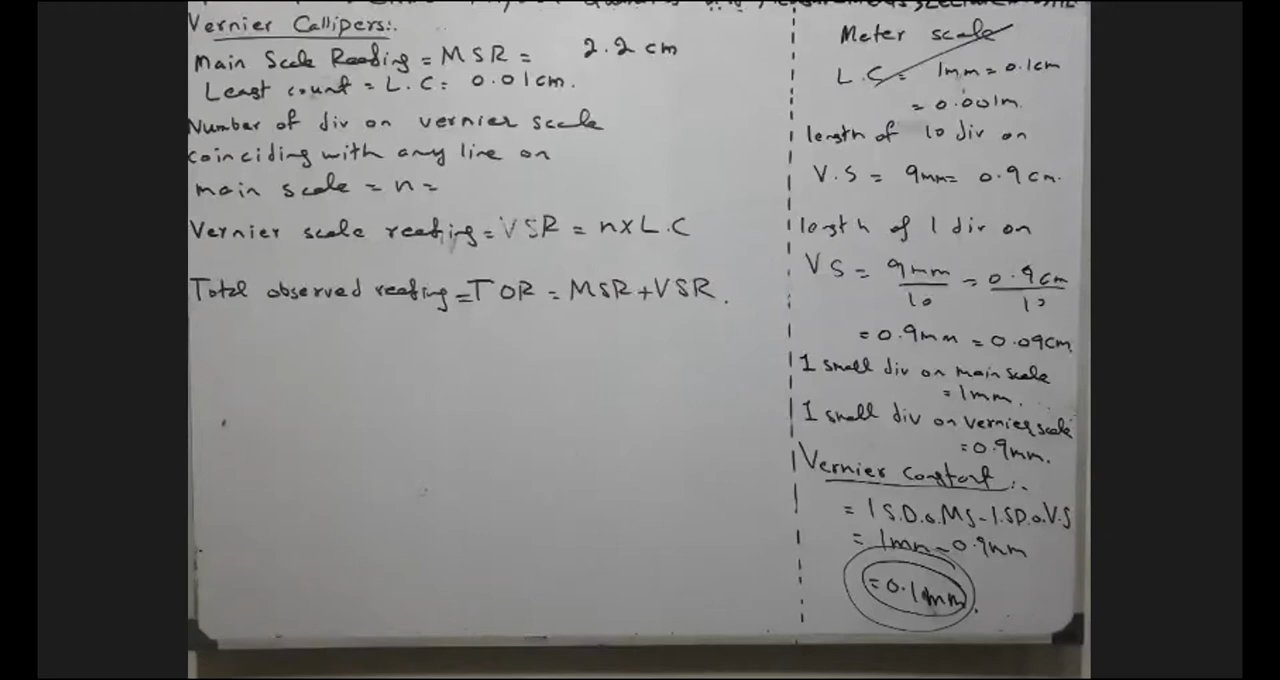 Vernier Callipers:.
Main Scale Reading = MSR = 2.2 cm
Least count = L.C = 0.01cm.
Number of div on vernier scale
coinciding with any line on
main scale = n =
Vernier scale reading = VSR = n x L.C
Total observed reading = TOR = MSR + VSR.
Meter scale
L.C = 1mm = 0.1cm
= 0.001m.
length of 10 div on
V.S = 9mm = 0.9 cm.
length of 1 div on
VS = 9mm/10 = 0.9cm/10
= 0.9mm = 0.09cm.
1 small div on main scale
= 1mm.
1 small div on vernier scale
= 0.9mm.
Vernier constant :-
= 1 S.D.o.MS - 1.SD.o.V.S
= 1mm - 0.9mm
= 0.1mm.